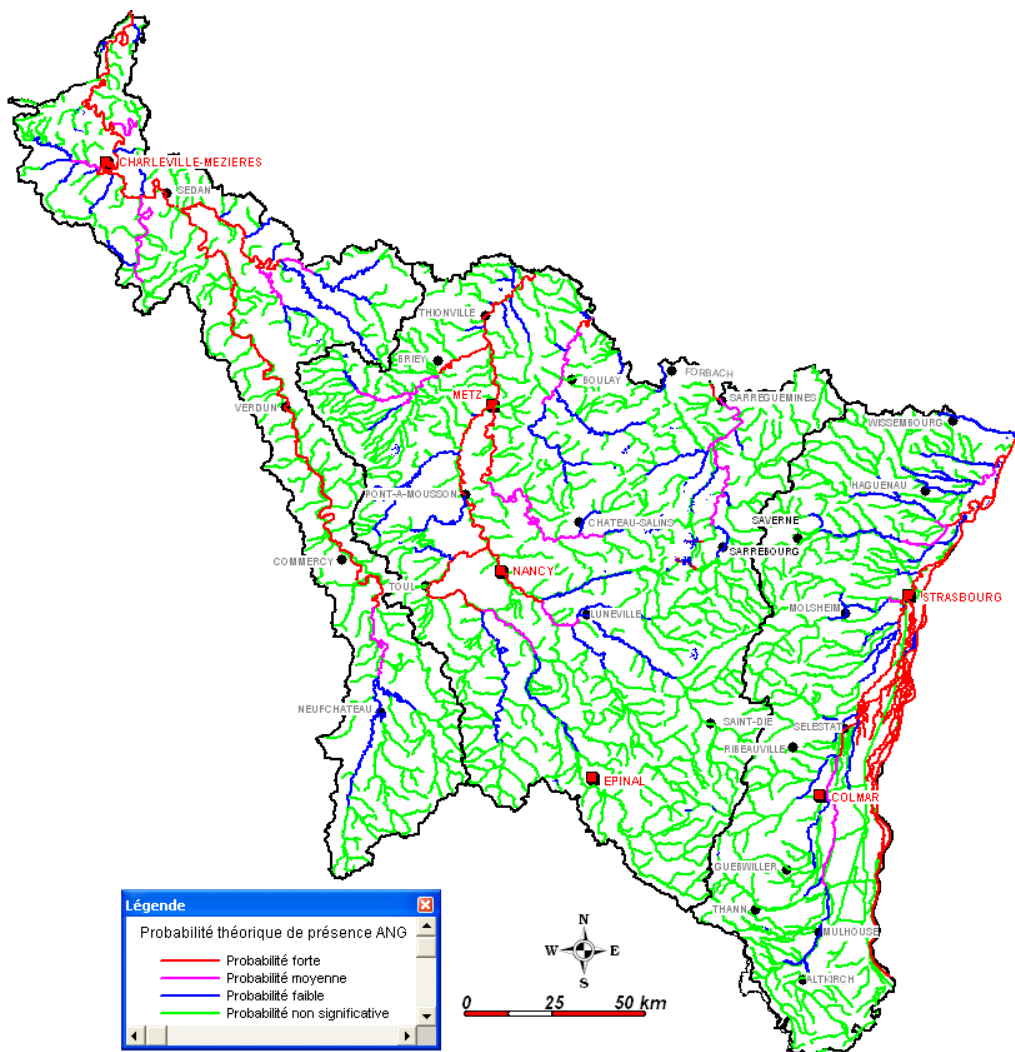 CHARLEVILLE-MEZIERES
SEDAN
THIONVILLE
BRIEY
BOULAY
FORBACH
METZ
SARREGUEMINES
VERDUN
WISSEMBOURG
HAGUENAU
PONT-A-MOUSSON
CHATEAU-SALINS
SAVERNE
SARREBOURG
COMMERCY
NANCY
TOUL
STRASBOURG
LUNEVILLE
MOLSHEIM
NEUFCHATEAU
SAINT-DIE
SELESTAT
RIBEAUVILLE
EPINAL
COLMAR
GUEBWILLER
THANN
MULHOUSE
ALTKIRCH
Légende
Probabilité théorique de présence ANG
Probabilité forte
Probabilité moyenne
Probabilité faible
Probabilité non significative
N
W E
S
0 25 50 km